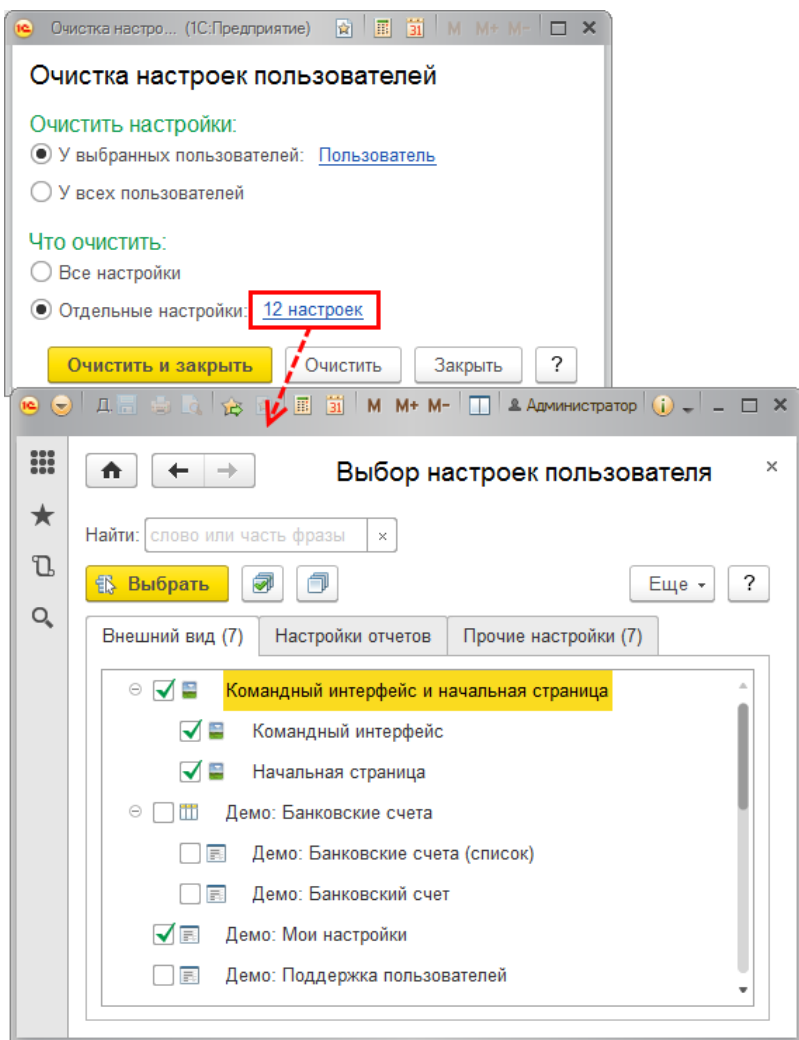 Очистка настро... (1С:Предприятие) 31 M M+ M-
Очистка настроек пользователей
Очистить настройки:
У выбранных пользователей: Пользователь
У всех пользователей
Что очистить:
Все настройки
Отдельные настройки: 12 настроек
Очистить и закрыть Очистить Закрыть ?
Д. 31 M M+ M- Администратор
Выбор настроек пользователя
Найти: слово или часть фразы ×
Выбрать Еще ?
Внешний вид (7) Настройки отчетов Прочие настройки (7)
Командный интерфейс и начальная страница
Командный интерфейс
Начальная страница
Демо: Банковские счета
Демо: Банковские счета (список)
Демо: Банковский счет
Демо: Мои настройки
Демо: Поддержка пользователей